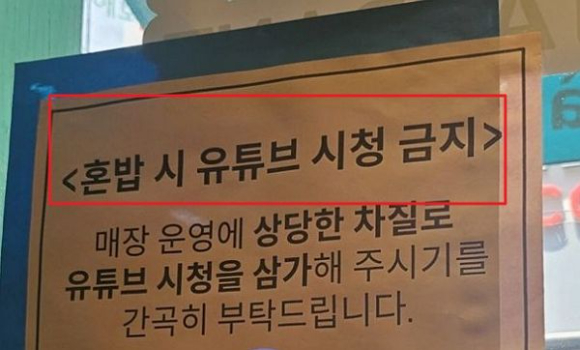 <혼밥 시 유튜브 시청 금지>
매장 운영에 상당한 차질로
유튜브 시청을 삼가해 주시기를
간곡히 부탁드립니다.